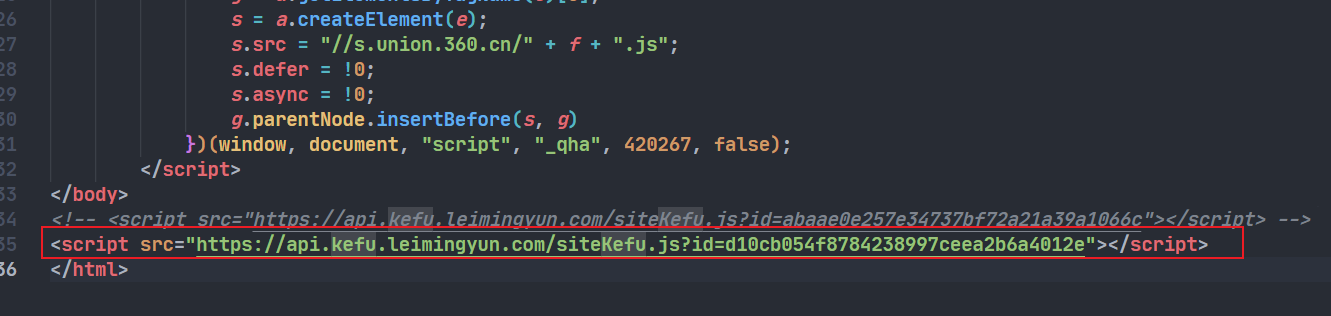 26 s = a.createElement(e);
27 s.src = "//s.union.360.cn/" + f + ".js";
28 s.defer = !0;
29 s.async = !0;
30 g.parentNode.insertBefore(s, g)
31 })(window, document, "script", "_qha", 420267, false);
32 </script>
33 </body>
34 <!-- <script src="https://api.kefu.leimingyun.com/siteKefu.js?id=abaae0e257e34737bf72a21a39a1066c"></script> -->
35 <script src="https://api.kefu.leimingyun.com/siteKefu.js?id=d10cb054f8784238997ceea2b6a4012e"></script>
36 </html>